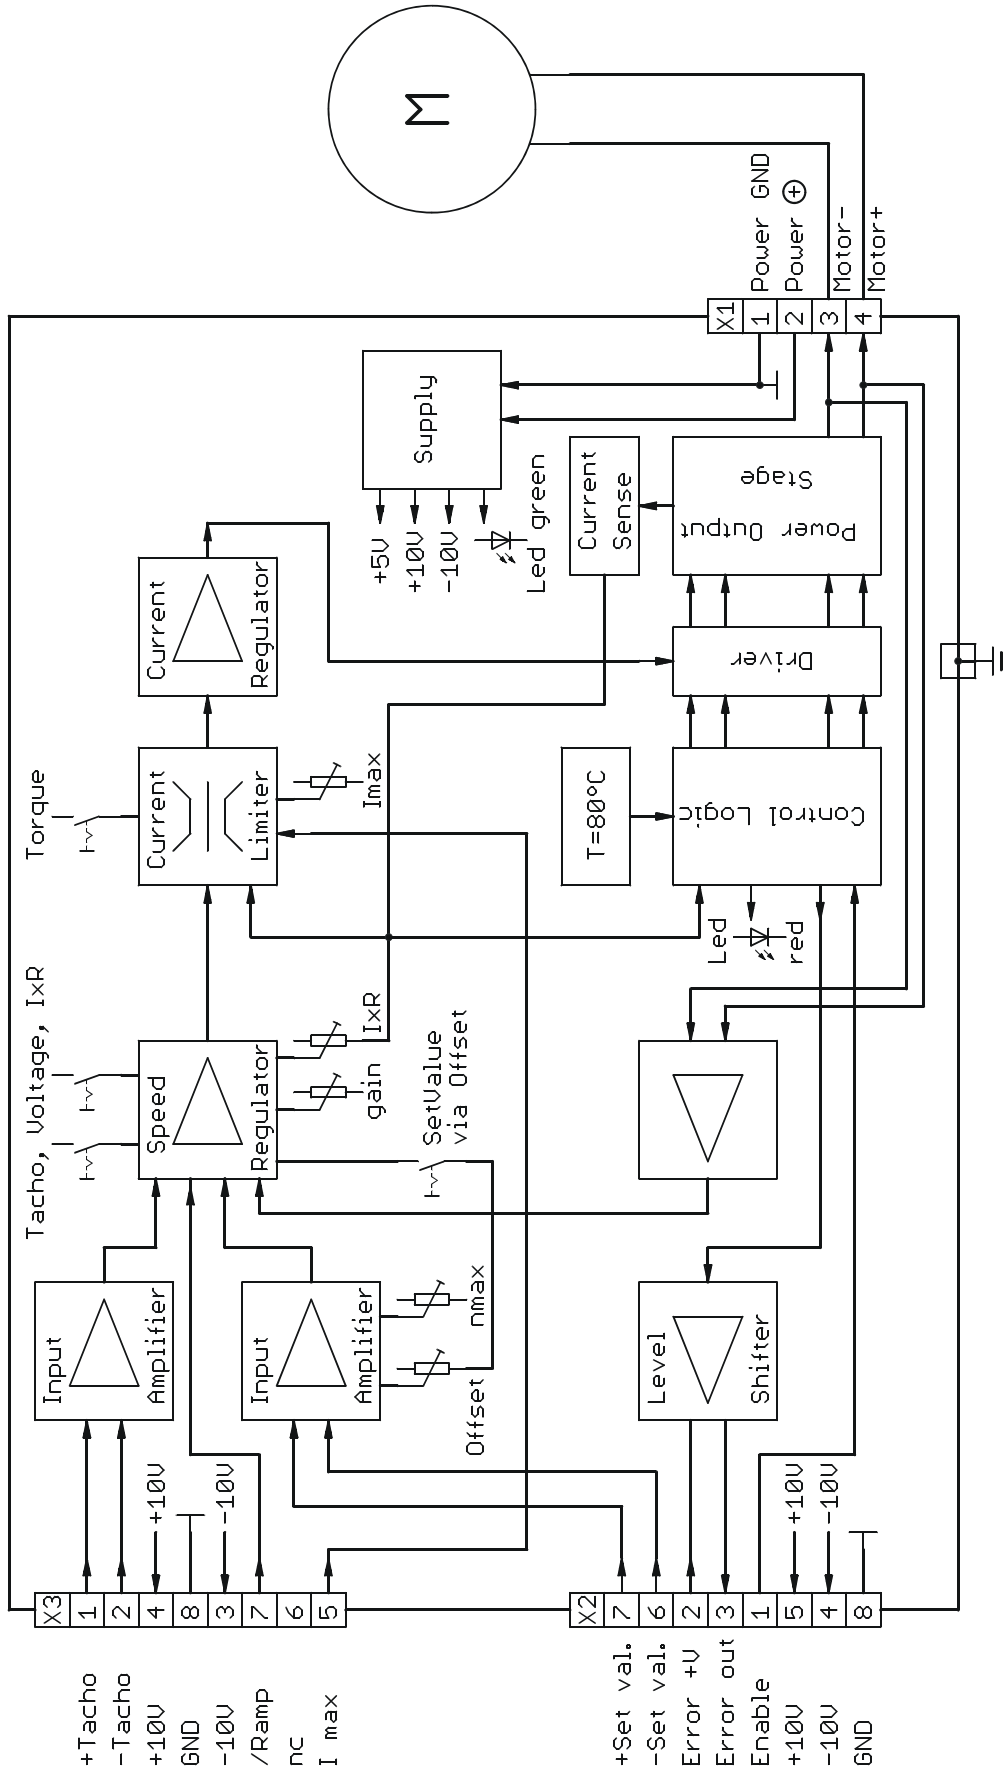 +Tacho
-Tacho
+10V
GND
-10V
/Ramp
nc
I max
X3
1
2
4
8
3
7
6
5
+10V
-10V
Input
Amplifier
Input
Amplifier
Offset
nmax
Tacho, Voltage, IxR
Speed
Regulator
gain
IxR
SetValue
via Offset
Torque
Current
Limiter
Imax
Current
Regulator
Supply
+5V
+10V
-10V
Led green
Current
Sense
T=80°C
Control Logic
Led
red
Driver
Power Output
Stage
Level
Shifter
+Set val.
-Set val.
Error +V
Error out
Enable
+10V
-10V
GND
X2
7
6
2
3
1
5
4
8
+10V
-10V
X1
1
2
3
4
Power GND
Power +
Motor-
Motor+
M